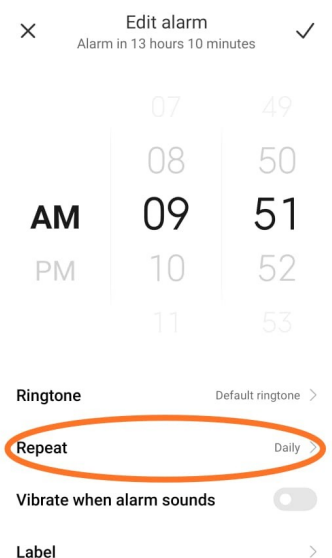 Edit alarm
Alarm in 13 hours 10 minutes
07 49
08 50
AM 09 51
PM 10 52
11 53
Ringtone Default ringtone
Repeat Daily
Vibrate when alarm sounds
Label